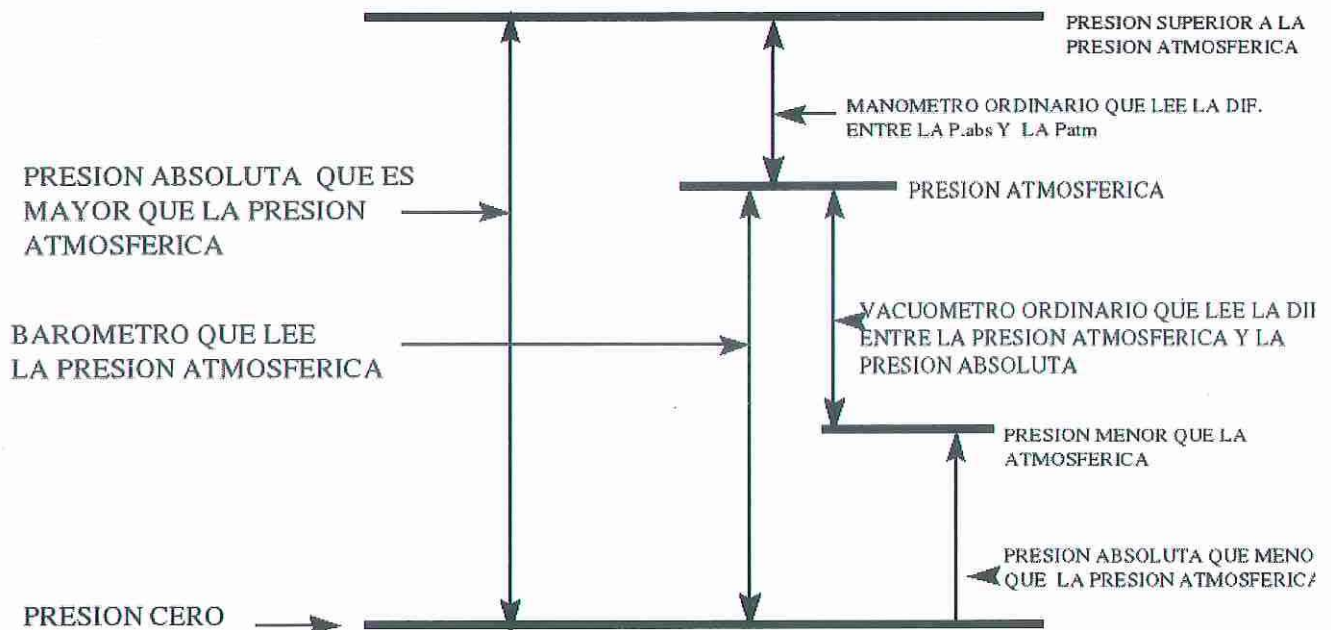 PRESION SUPERIOR A LA
PRESION ATMOSFERICA
MANOMETRO ORDINARIO QUE LEE LA DIF.
ENTRE LA P.abs Y LA Patm
PRESION ABSOLUTA QUE ES
MAYOR QUE LA PRESION
ATMOSFERICA
PRESION ATMOSFERICA
BAROMETRO QUE LEE
LA PRESION ATMOSFERICA
VACUOMETRO ORDINARIO QUE LEE LA DI
ENTRE LA PRESION ATMOSFERICA Y LA
PRESION ABSOLUTA
PRESION MENOR QUE LA
ATMOSFERICA
PRESION ABSOLUTA QUE MENO
QUE LA PRESION ATMOSFERICA
PRESION CERO